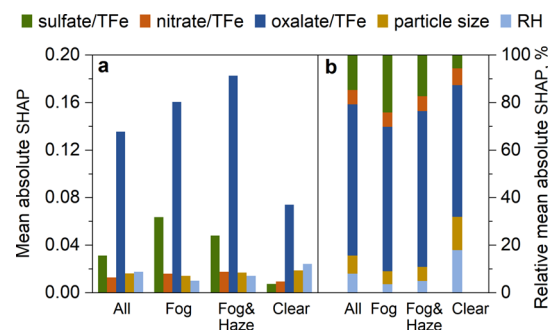 sulfate/TFe nitrate/TFe oxalate/TFe particle size RH
a
b
Mean absolute SHAP
0.20
0.16
0.12
0.08
0.04
0.00
All Fog Fog& Haze Clear
All Fog Fog& Haze Clear
100
80
60
40
20
0
Relative mean absolute SHAP, %